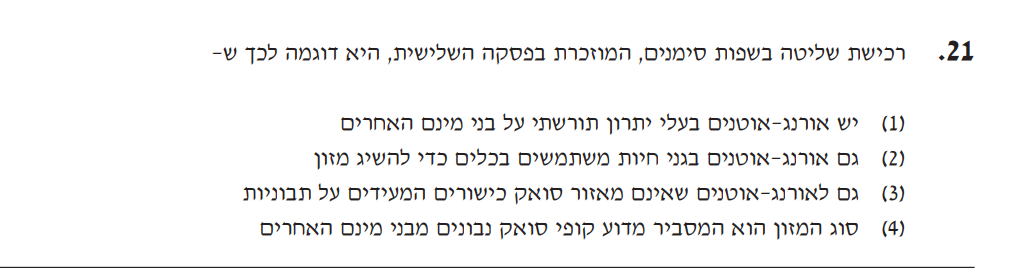 21. רכישת שליטה בשפות סימנים, המוזכרת בפסקה השלישית, היא דוגמה לכך ש-
(1) יש אורנג-אוטנים בעלי יתרון תורשתי על בני מינם האחרים
(2) גם אורנג-אוטנים בגני חיות משתמשים בכלים כדי להשיג מזון
(3) גם לאורנג-אוטנים שאינם מאזור סואק כישורים המעידים על תבוניות
(4) סוג המזון הוא המסביר מדוע קופי סואק נבונים מבני מינם האחרים